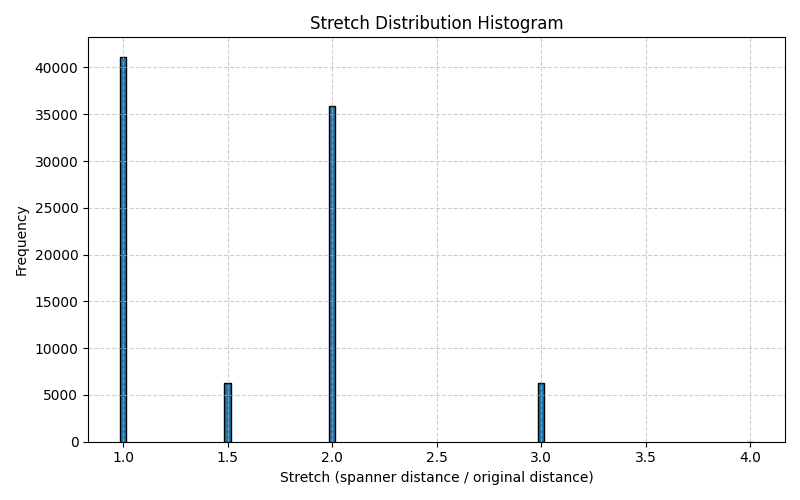 Stretch Distribution Histogram
Frequency
40000
35000
30000
25000
20000
15000
10000
5000
0
1.0 1.5 2.0 2.5 3.0 3.5 4.0
Stretch (spanner distance / original distance)